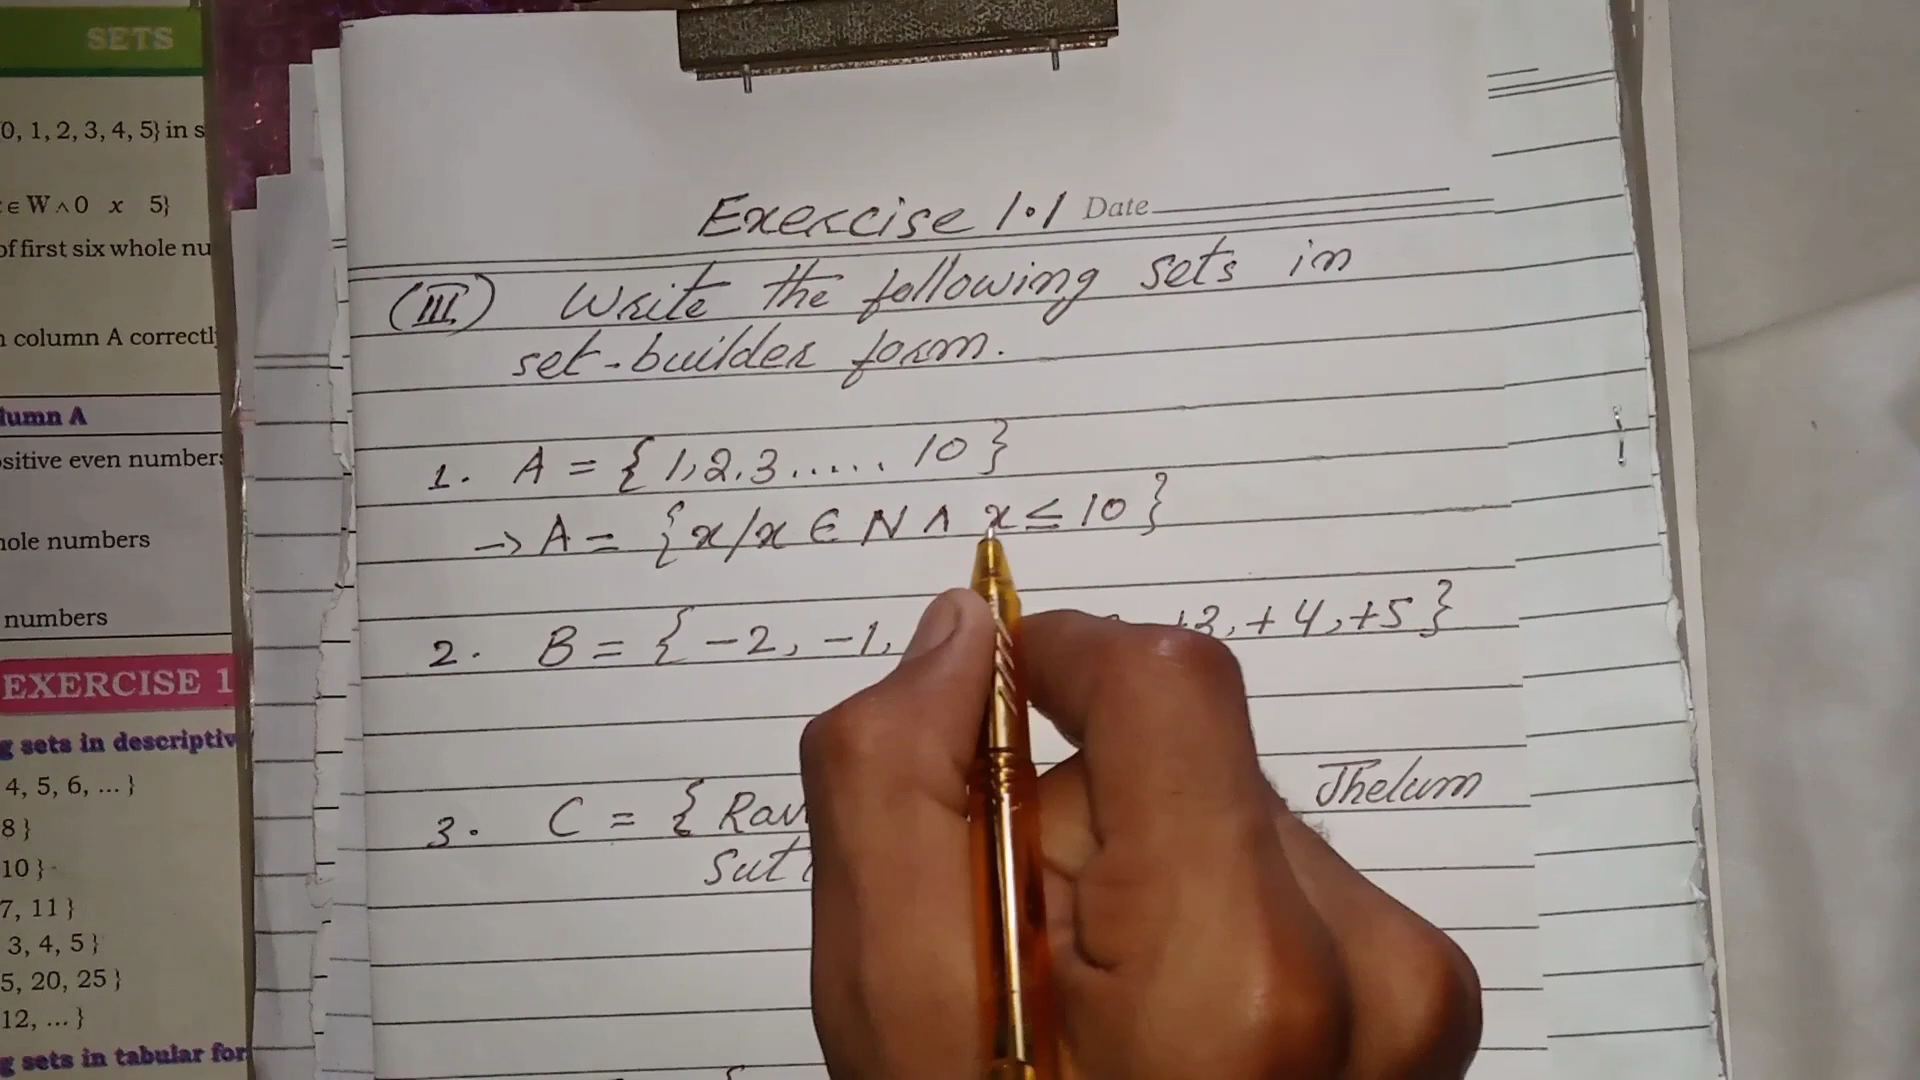 SETS
0, 1, 2, 3, 4, 5} in s
∈ W ∧ 0 x 5}
of first six whole nu
column A correctl
lumn A
ositive even numbers
hole numbers
numbers
EXERCISE 1
g sets in descriptiv
4, 5, 6, ... }
8 }
10 }
7, 11 }
3, 4, 5 }
5, 20, 25 }
12, ... }
g sets in tabular for
Exercise 1.1 Date
(III) Write the following sets in
set-builder form.
1. A = { 1, 2, 3 ..... 10 }
→ A = { x/x ∈ N ∧ x ≤ 10 }
2. B = { -2, -1, +3, +4, +5 }
3. C = { Rav Jhelum
sut